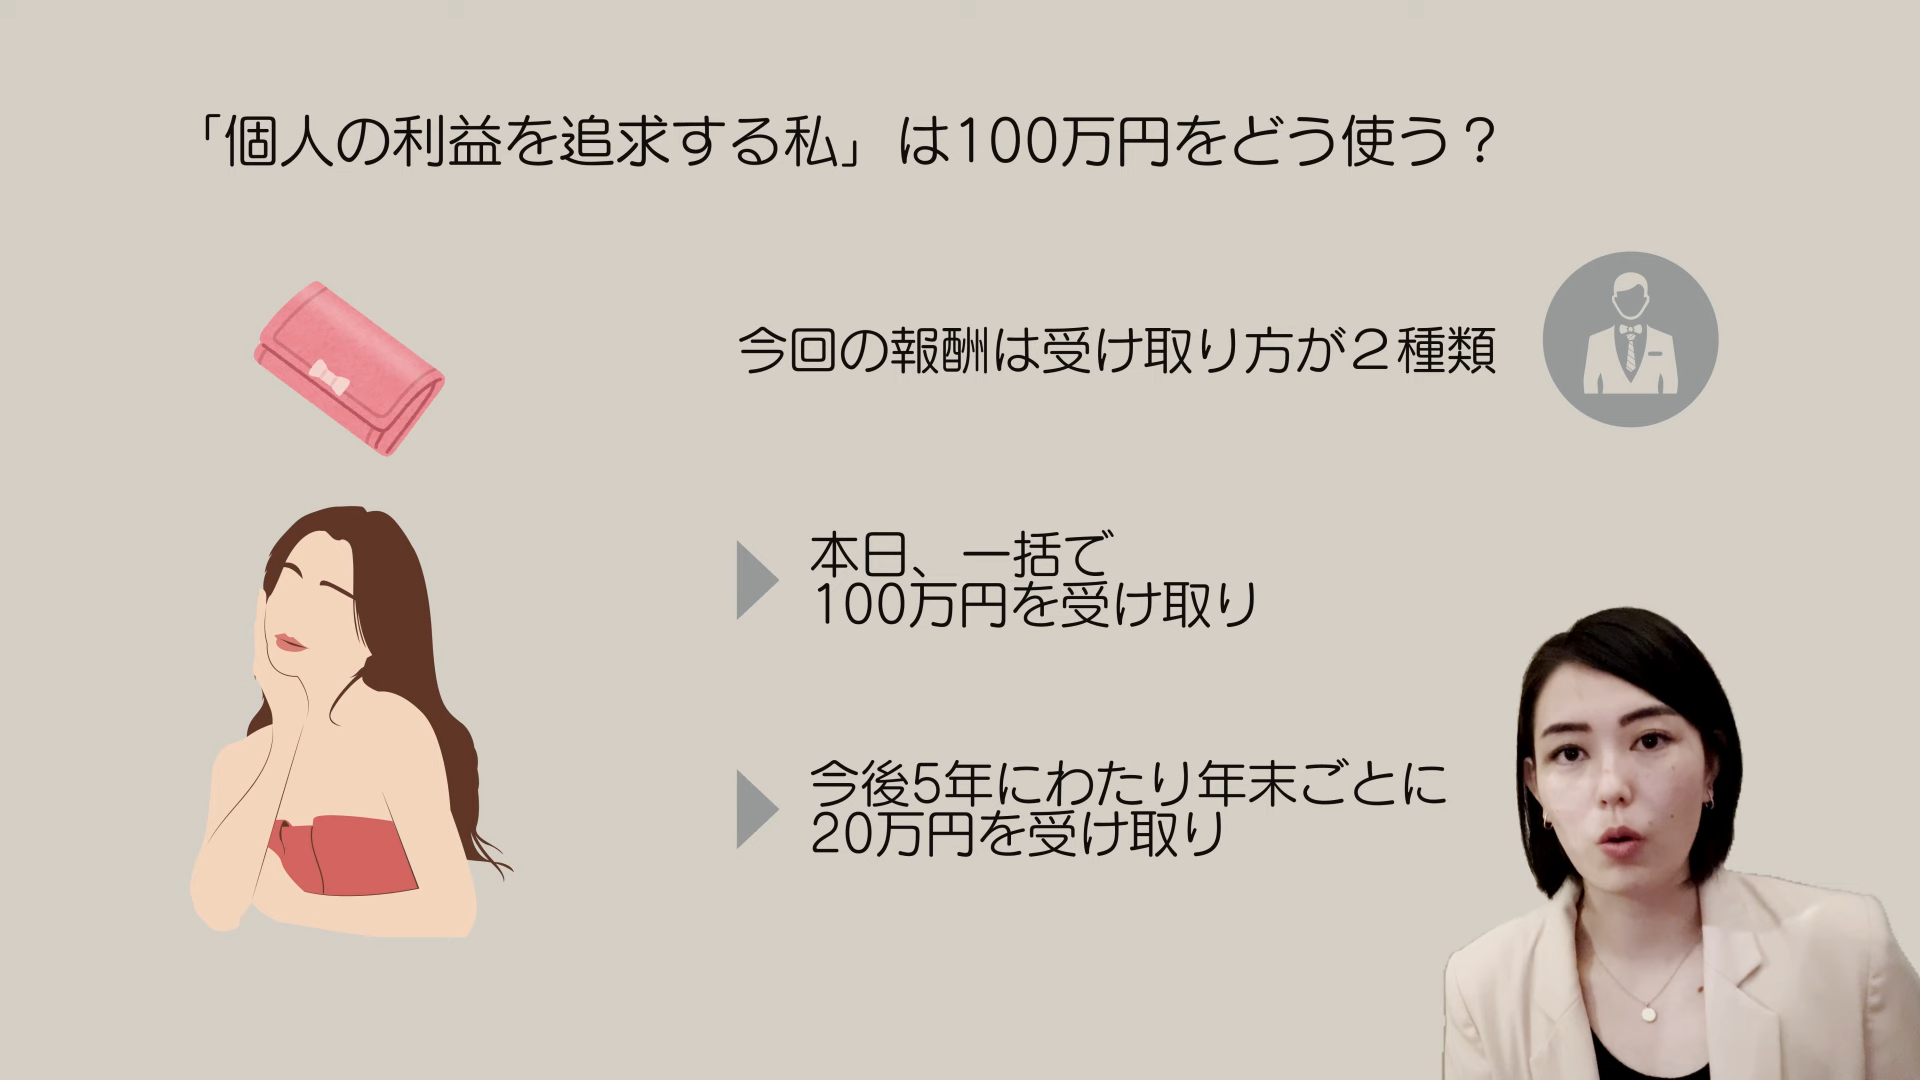 「個人の利益を追求する私」は100万円をどう使う？
今回の報酬は受け取り方が２種類
本日、一括で
100万円を受け取り
今後5年にわたり年末ごとに
20万円を受け取り